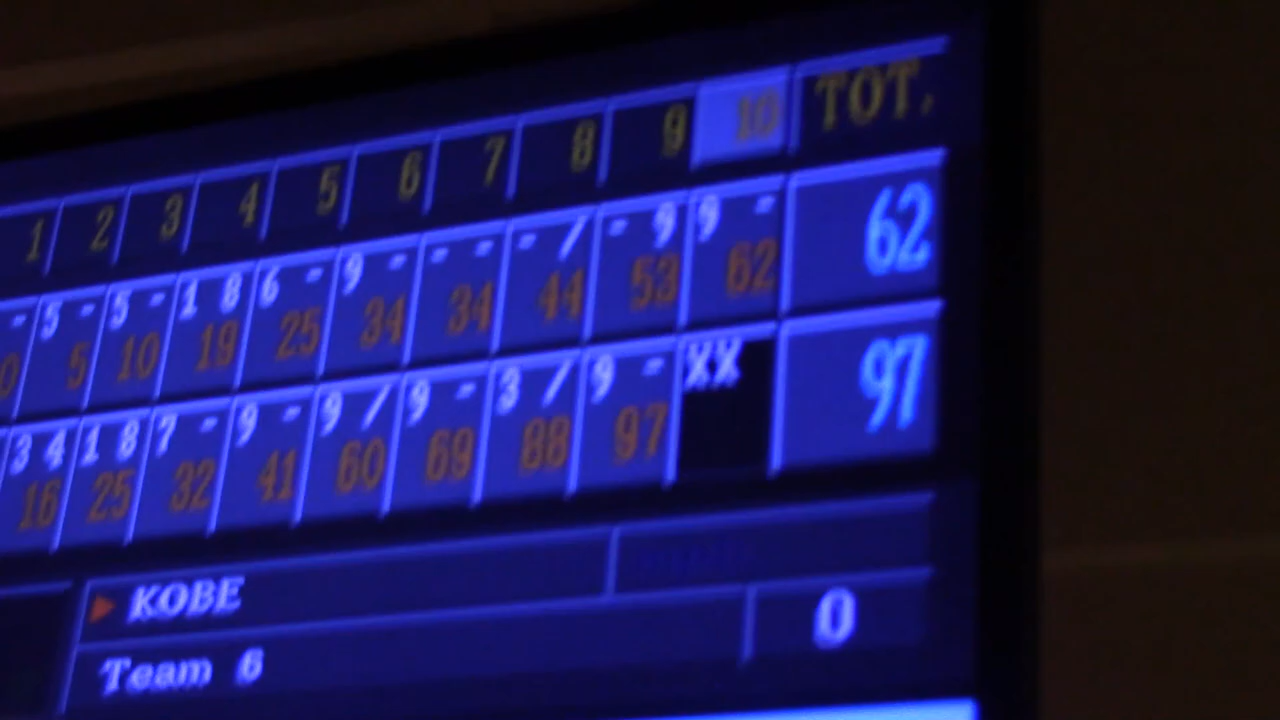 1 2 3 4 5 6 7 8 9 10 TOT.
- 5 - 5 - 1 8 6 - 9 - - - - / - 9 9 -
0 5 10 19 25 34 34 44 53 62 62
3 4 1 8 7 - 9 - 9 / 9 - 3 / 9 - XX
16 25 32 41 60 69 88 97 97
KOBE
Team 6 0